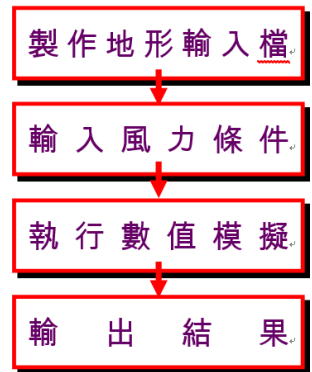 製作地形輸入檔
輸入風力條件
執行數值模擬
輸出結果